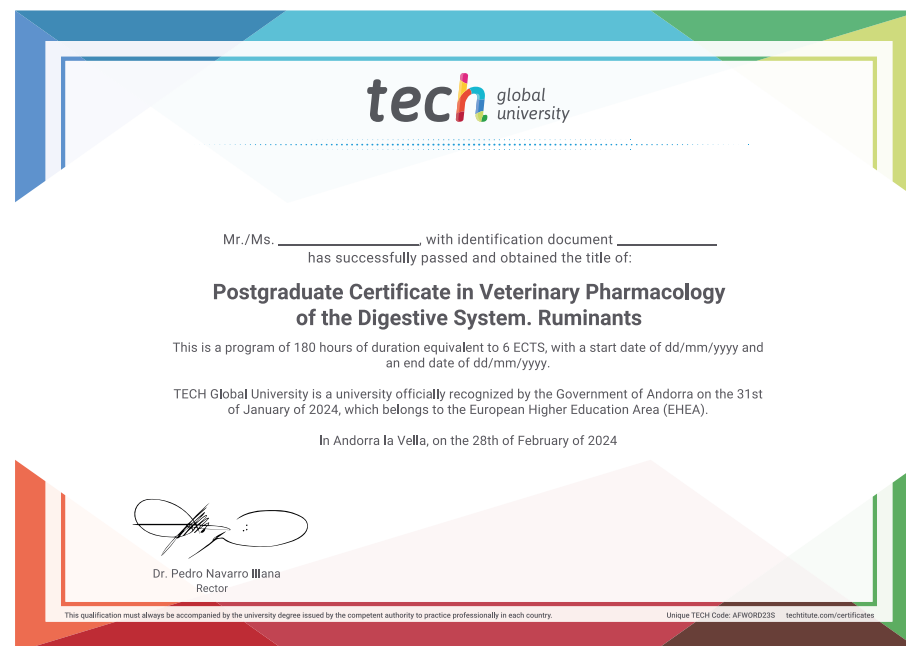 tech global university
Mr./Ms. ____________________, with identification document ______________
has successfully passed and obtained the title of:
Postgraduate Certificate in Veterinary Pharmacology
of the Digestive System. Ruminants
This is a program of 180 hours of duration equivalent to 6 ECTS, with a start date of dd/mm/yyyy and
an end date of dd/mm/yyyy.
TECH Global University is a university officially recognized by the Government of Andorra on the 31st
of January of 2024, which belongs to the European Higher Education Area (EHEA).
In Andorra la Vella, on the 28th of February of 2024
Dr. Pedro Navarro Illana
Rector
This qualification must always be accompanied by the university degree issued by the competent authority to practice professionally in each country.
Unique TECH Code: AFWORD23S techtitute.com/certificates